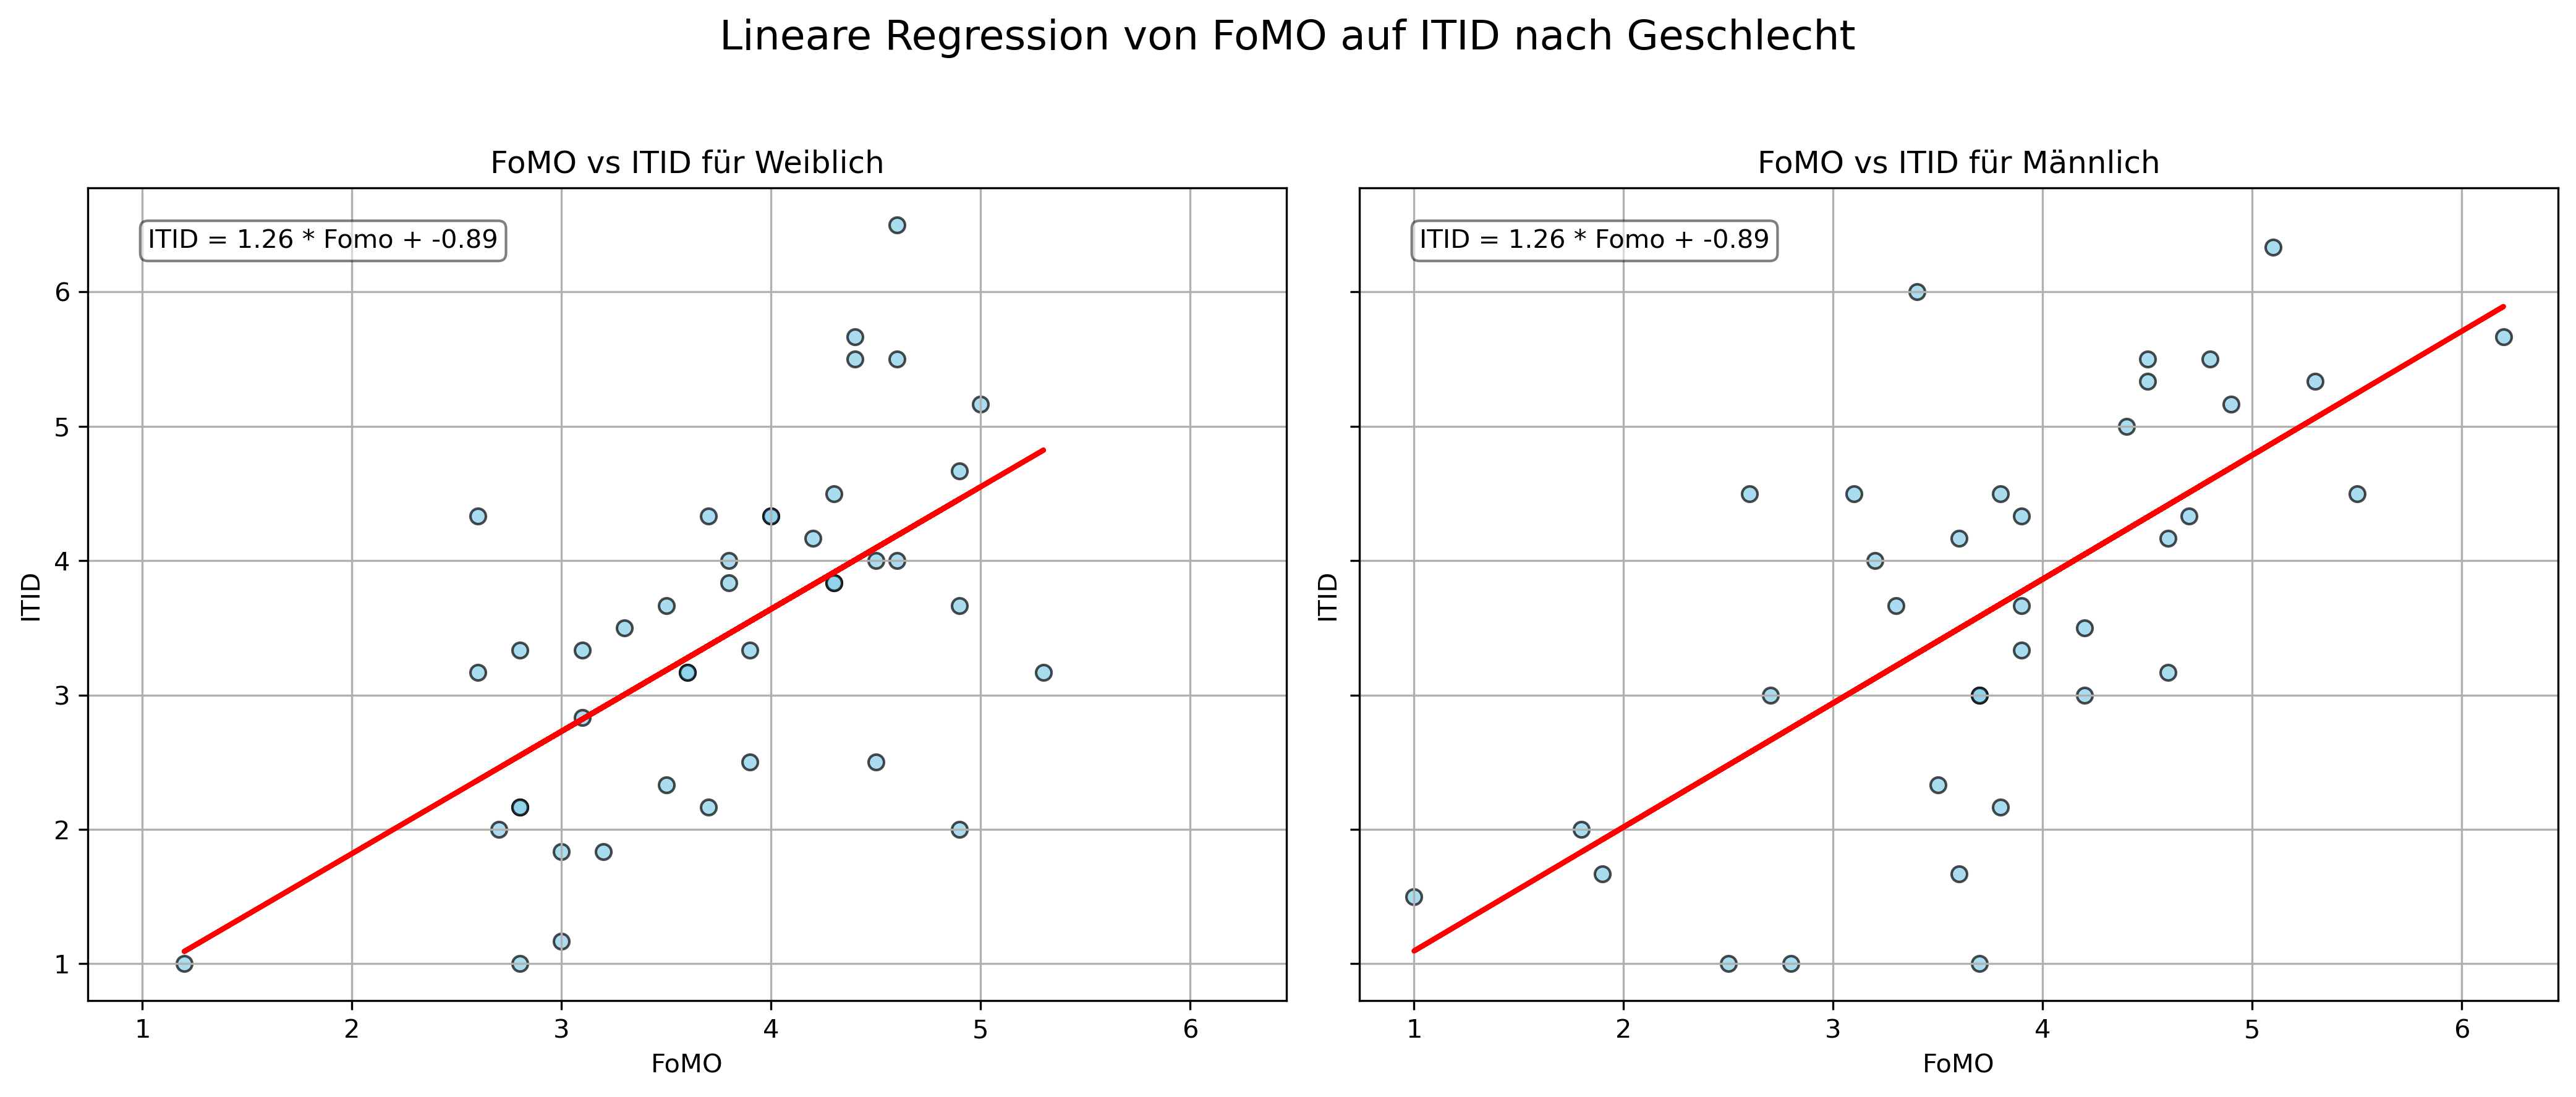 Lineare Regression von FoMO auf ITID nach Geschlecht
FoMO vs ITID für Weiblich
ITID = 1.26 * Fomo + -0.89
6
5
4
3
2
1
ITID
1 2 3 4 5 6
FoMO
FoMO vs ITID für Männlich
ITID = 1.26 * Fomo + -0.89
ITID
1 2 3 4 5 6
FoMO